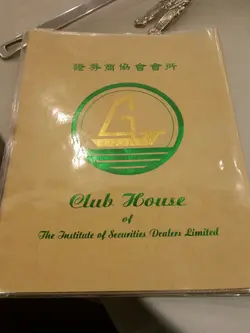 證券商協會會所
Club House
of
The Institute of Securities Dealers Limited